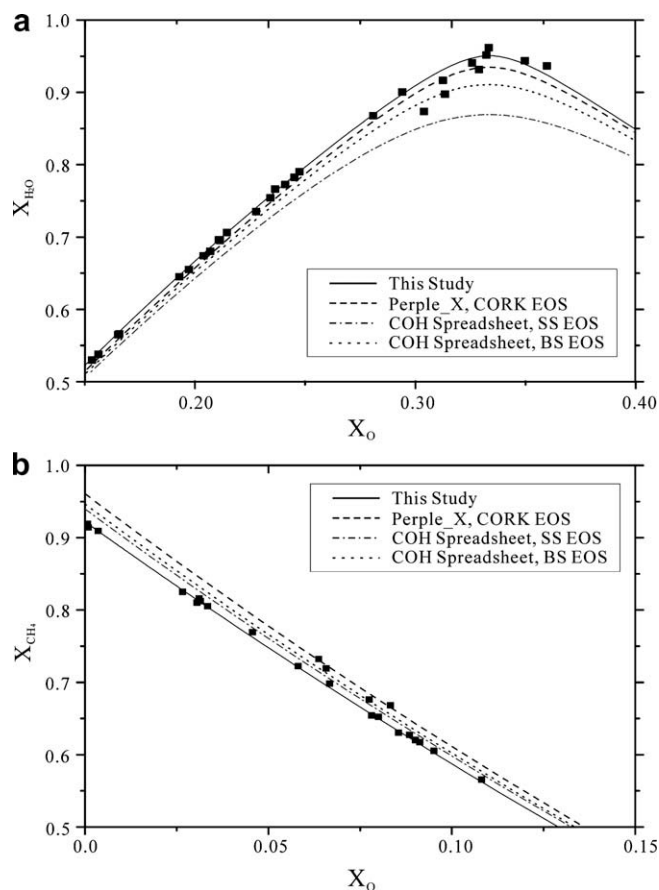 a
1.0
0.9
0.8
0.7
0.6
0.5
X_H2O
This Study
Perple_X, CORK EOS
COH Spreadsheet, SS EOS
COH Spreadsheet, BS EOS
0.20
0.30
0.40
X_O
b
1.0
0.9
0.8
0.7
0.6
0.5
X_CH4
This Study
Perple_X, CORK EOS
COH Spreadsheet, SS EOS
COH Spreadsheet, BS EOS
0.0
0.05
0.10
0.15
X_O